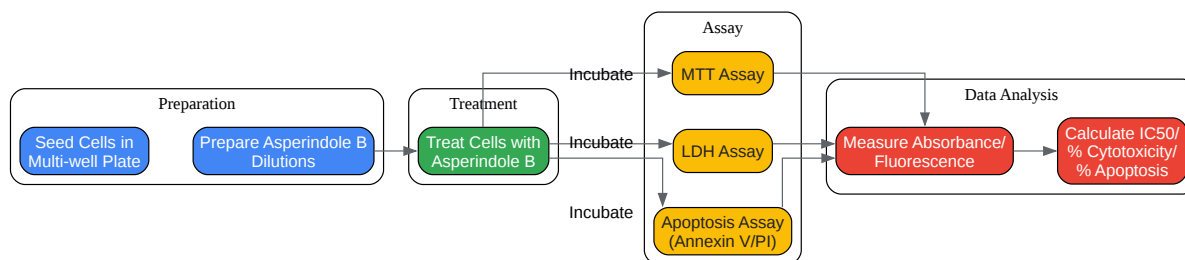 Preparation
Seed Cells in
Multi-well Plate
Prepare Asperindole B
Dilutions
Treatment
Treat Cells with
Asperindole B
Incubate
Incubate
Incubate
Assay
MTT Assay
LDH Assay
Apoptosis Assay
(Annexin V/PI)
Data Analysis
Measure Absorbance/
Fluorescence
Calculate IC50/
% Cytotoxicity/
% Apoptosis